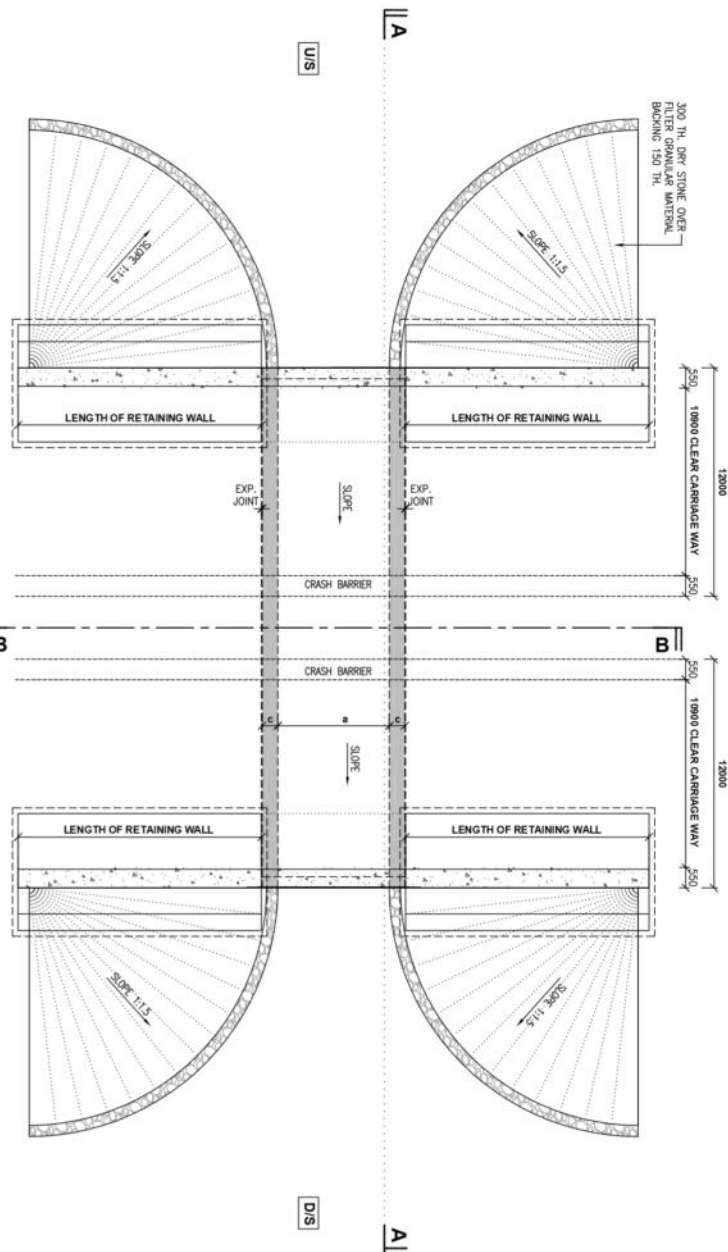 A
U/S
300 TH. DRY STONE OVER
FILTER GRANULAR MATERIAL
BACKING 150 TH.
SLOPE 1:1.5
SLOPE 1:1.5
550
LENGTH OF RETAINING WALL
LENGTH OF RETAINING WALL
10900 CLEAR CARRIAGE WAY
12000
EXP.
JOINT
SLOPE
EXP.
JOINT
CRASH BARRIER
550
B
B
CRASH BARRIER
550
c
a
c
SLOPE
10900 CLEAR CARRIAGE WAY
12000
LENGTH OF RETAINING WALL
LENGTH OF RETAINING WALL
550
SLOPE 1:1.5
SLOPE 1:1.5
D/S
A